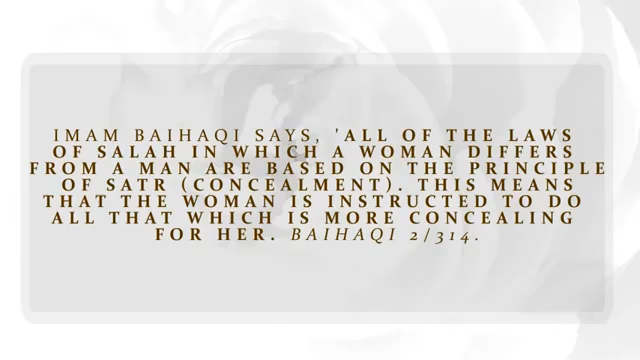 IMAM BAIHAQI SAYS, 'ALL OF THE LAWS
OF SALAH IN WHICH A WOMAN DIFFERS
FROM A MAN ARE BASED ON THE PRINCIPLE
OF SATR (CONCEALMENT). THIS MEANS
THAT THE WOMAN IS INSTRUCTED TO DO
ALL THAT WHICH IS MORE CONCEALING
FOR HER. BAIHAQI 2/314.